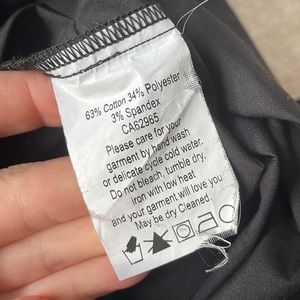 63% Cotton 34% Polyester
3% Spandex
CA62965
Please care for your
garment by hand wash
or delicate cycle cold water.
Do not bleach, tumble dry,
Iron with low heat
and your garment will love you
May be dry Cleaned.